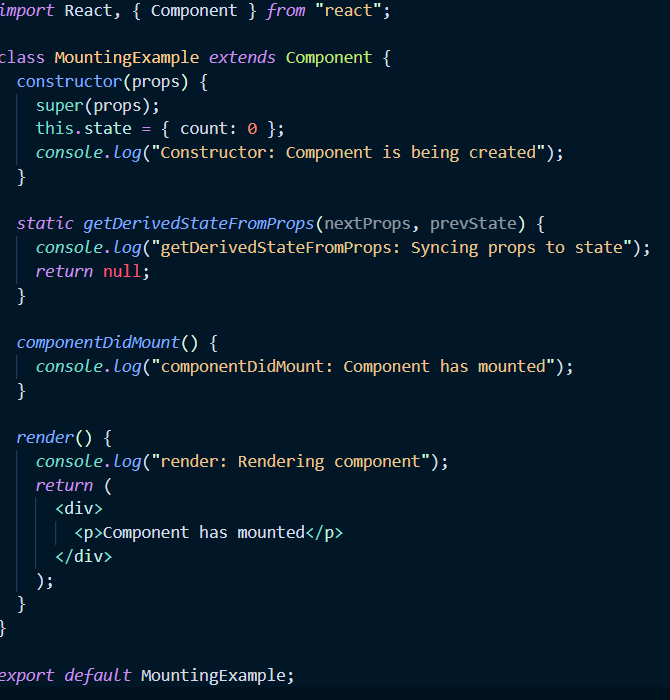 import React, { Component } from "react";
class MountingExample extends Component {
constructor(props) {
super(props);
this.state = { count: 0 };
console.log("Constructor: Component is being created");
}
static getDerivedStateFromProps(nextProps, prevState) {
console.log("getDerivedStateFromProps: Syncing props to state");
return null;
}
componentDidMount() {
console.log("componentDidMount: Component has mounted");
}
render() {
console.log("render: Rendering component");
return (
<div>
<p>Component has mounted</p>
</div>
);
}
}
export default MountingExample;